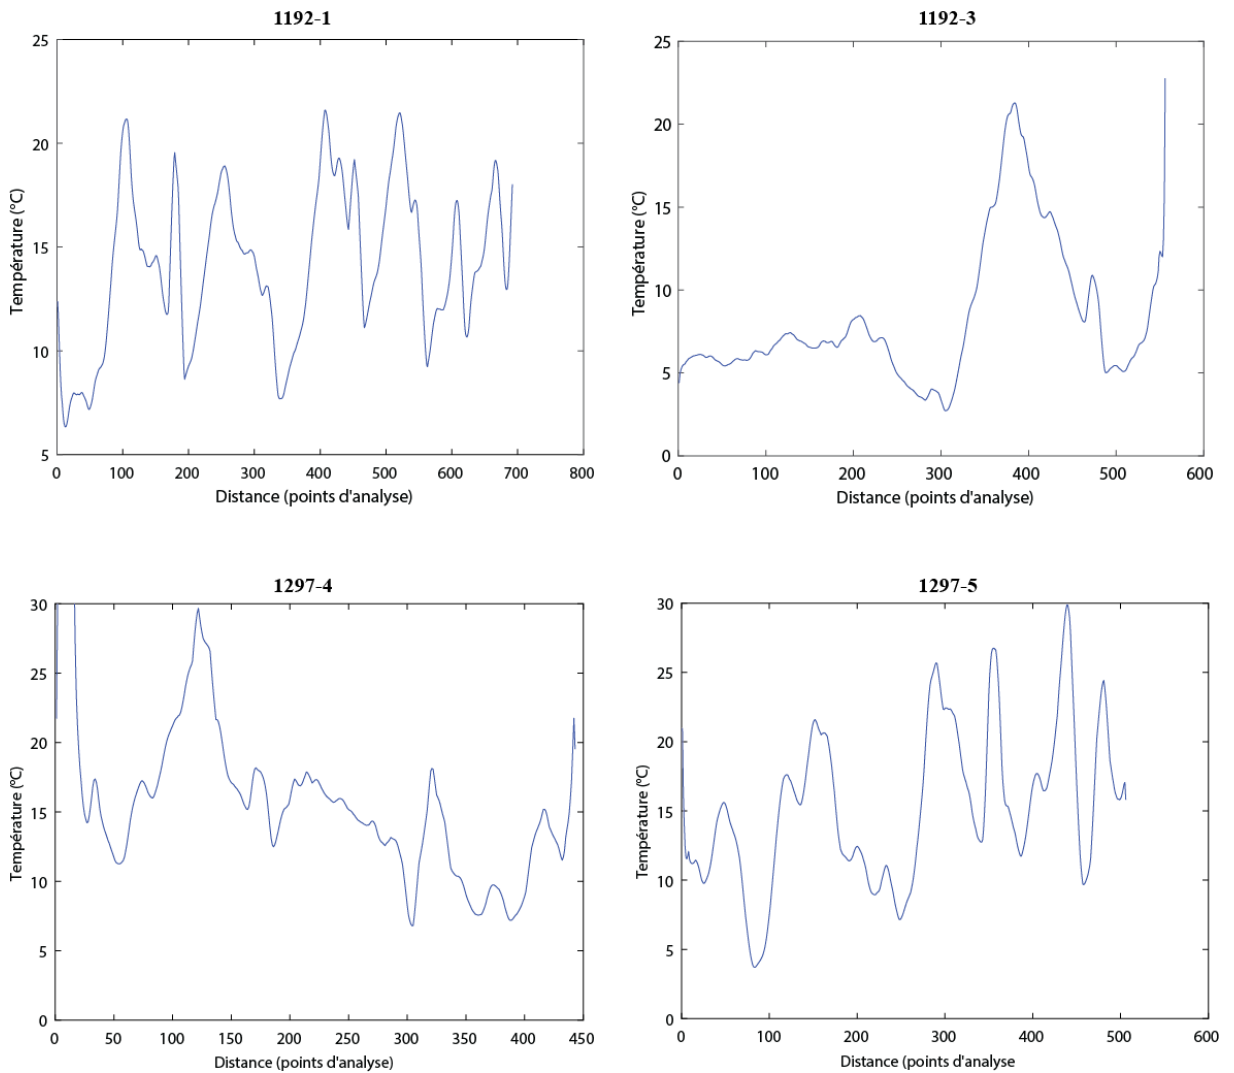 1192-1
25
20
15
10
5
Température (°C)
0 100 200 300 400 500 600 700 800
Distance (points d'analyse)
1192-3
25
20
15
10
5
0
Température (°C)
0 100 200 300 400 500 600
Distance (points d'analyse)
1297-4
30
25
20
15
10
5
0
Température (°C)
0 50 100 150 200 250 300 350 400 450
Distance (points d'analyse)
1297-5
30
25
20
15
10
5
0
Température (°C)
0 100 200 300 400 500 600
Distance (points d'analyse